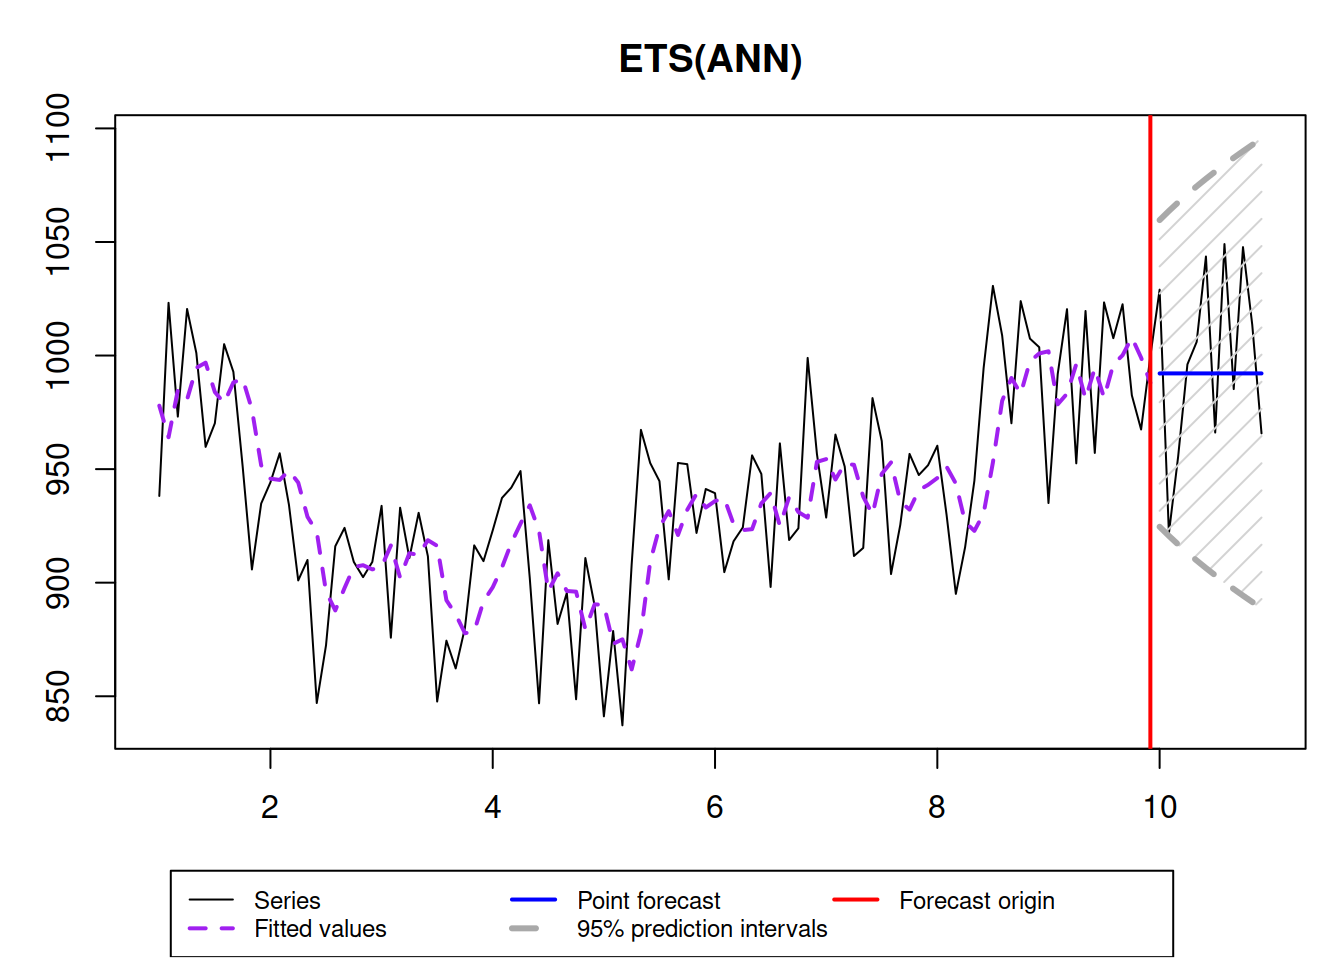 ETS(ANN)
1100
1050
1000
950
900
850
2 4 6 8 10
Series Point forecast Forecast origin
Fitted values 95% prediction intervals